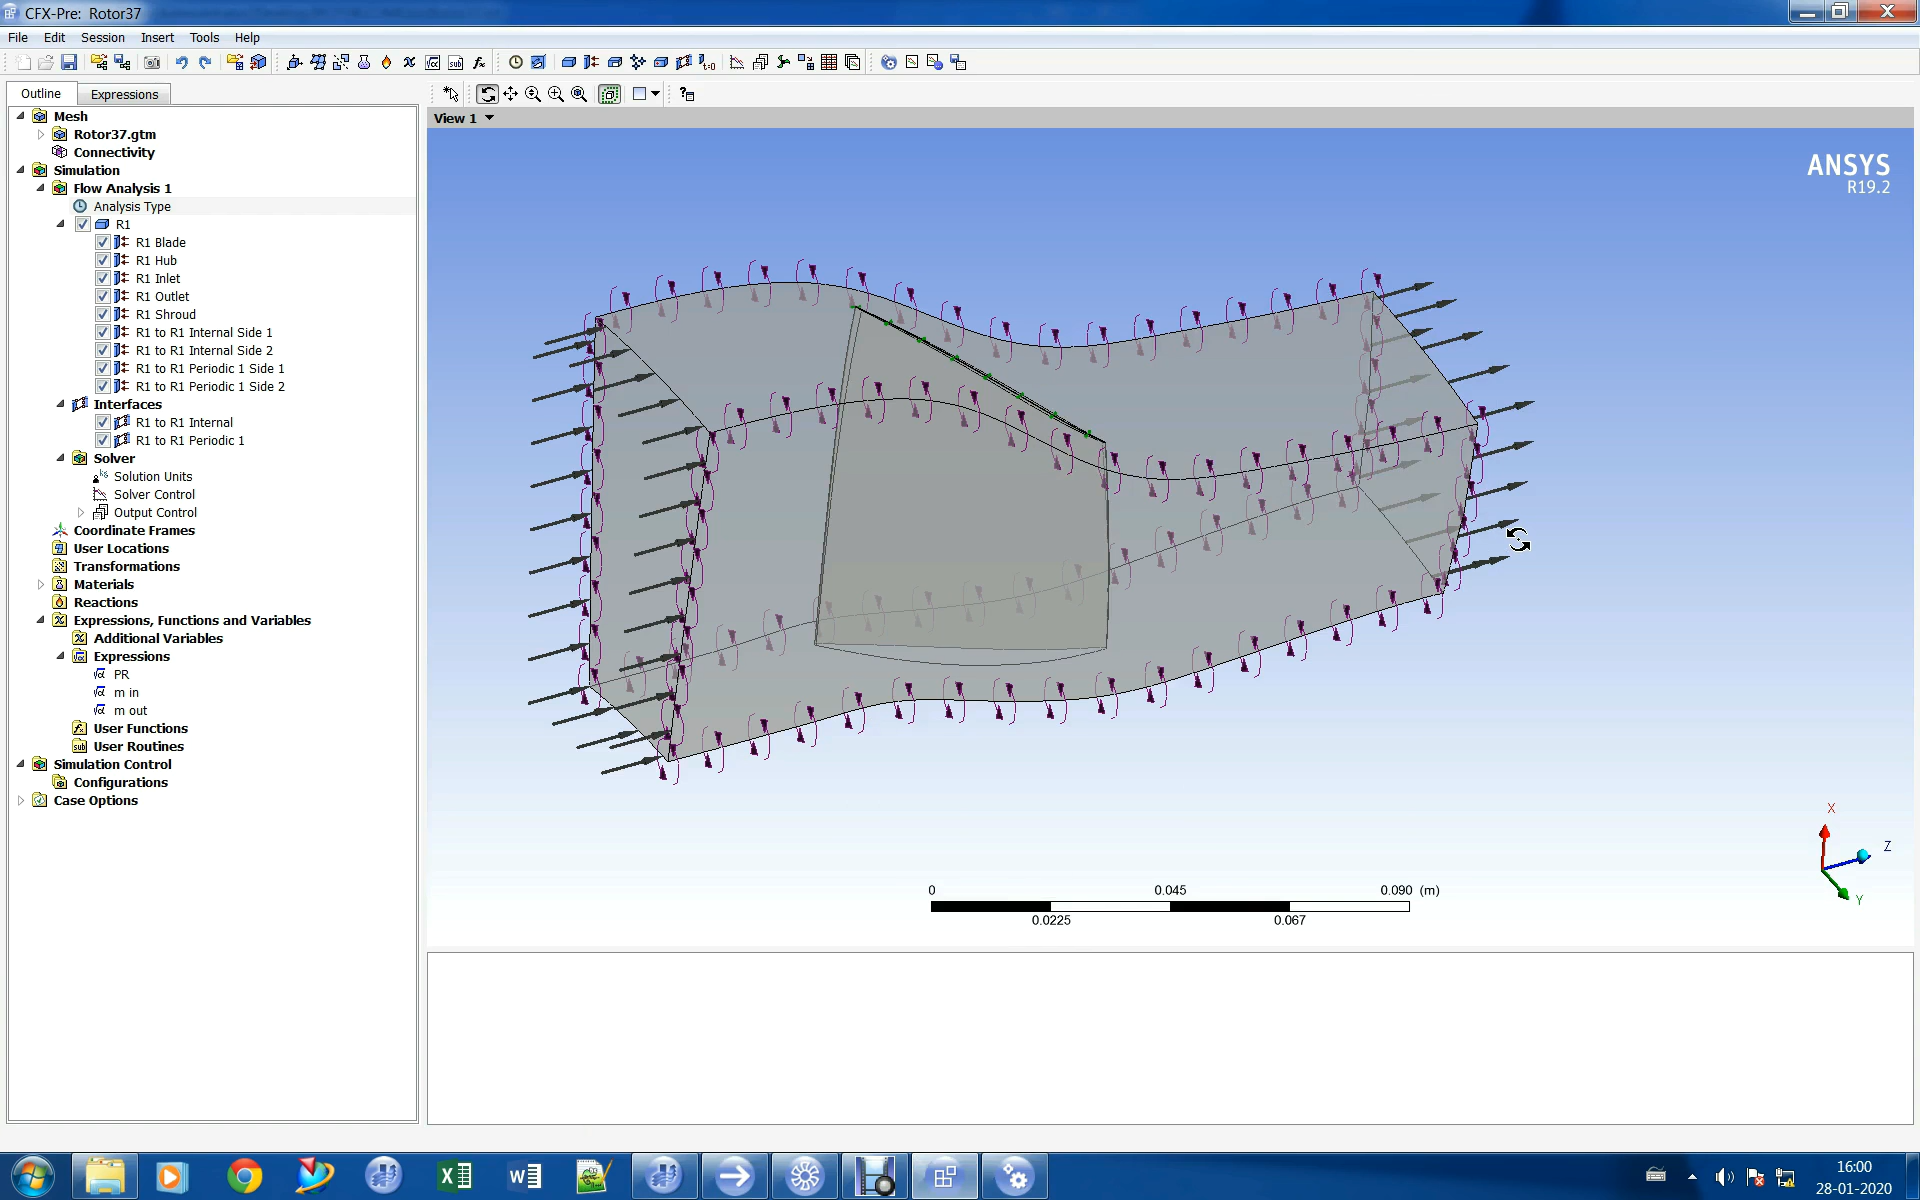 CFX-Pre: Rotor37
File Edit Session Insert Tools Help
Outline Expressions
View 1
Mesh
Rotor37.gtm
Connectivity
Simulation
Flow Analysis 1
Analysis Type
R1
R1 Blade
R1 Hub
R1 Inlet
R1 Outlet
R1 Shroud
R1 to R1 Internal Side 1
R1 to R1 Internal Side 2
R1 to R1 Periodic 1 Side 1
R1 to R1 Periodic 1 Side 2
Interfaces
R1 to R1 Internal
R1 to R1 Periodic 1
Solver
Solution Units
Solver Control
Output Control
Coordinate Frames
User Locations
Transformations
Materials
Reactions
Expressions, Functions and Variables
Additional Variables
Expressions
PR
m in
m out
User Functions
User Routines
Simulation Control
Configurations
Case Options
ANSYS
R19.2
X
Z
Y
0 0.045 0.090 (m)
0.0225 0.067
16:00
28-01-2020